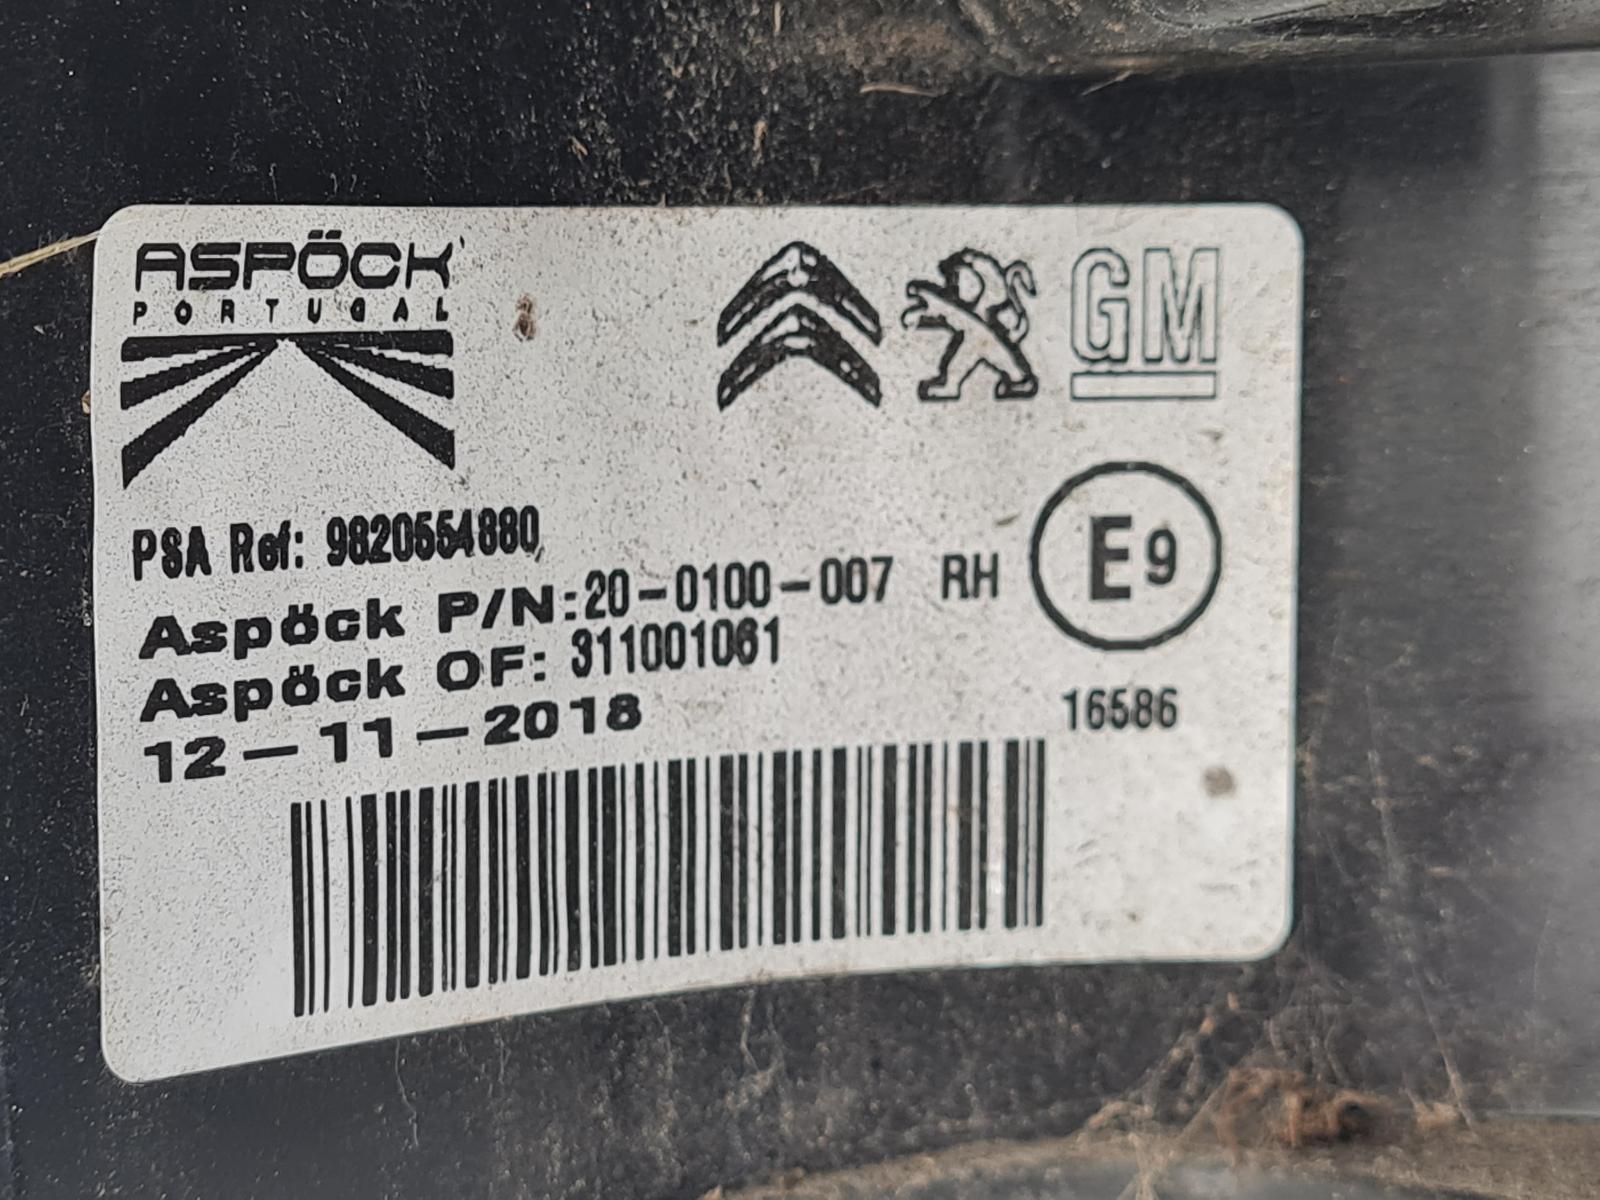 ASPÖCK
PORTUGAL
GM
PSA Ref: 9820554880
Aspöck P/N:20-0100-007 RH
E9
Aspöck OF: 311001061
12-11-2018
16586